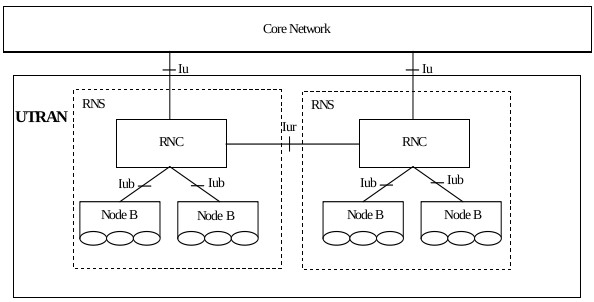 Core Network
Iu
Iu
UTRAN
RNS
RNS
RNC
Iur
RNC
Iub
Iub
Iub
Iub
Node B
Node B
Node B
Node B